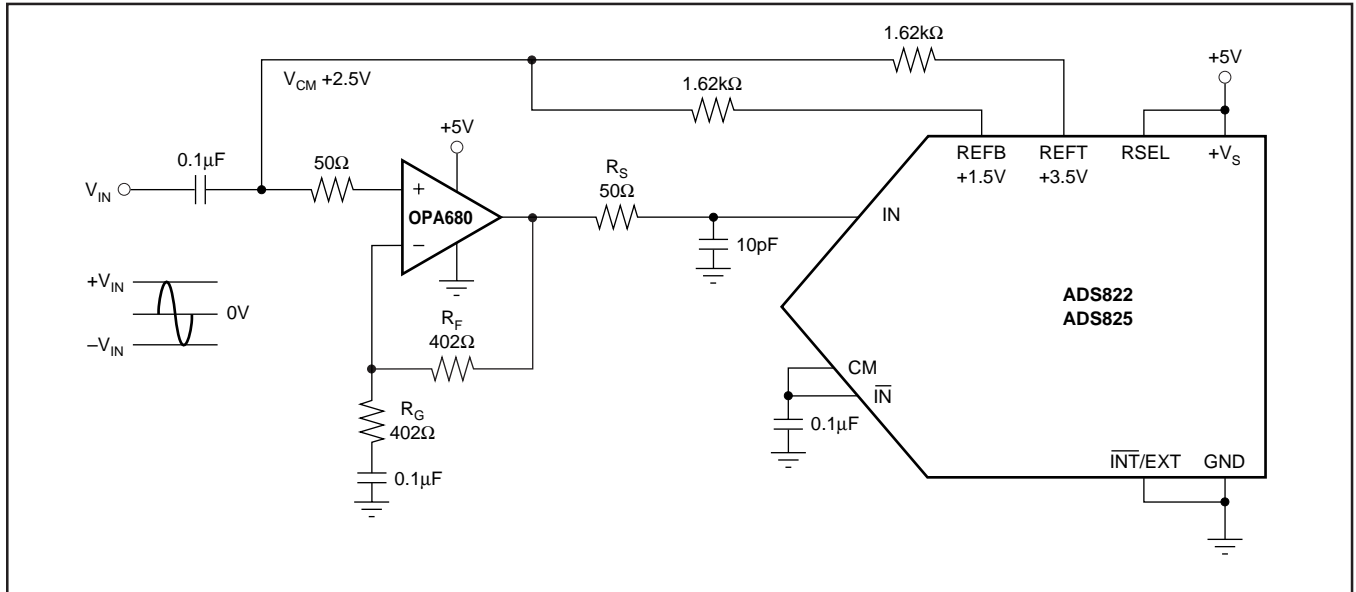 1.62kΩ
+5V
V_CM +2.5V
1.62kΩ
+5V
REFB
+1.5V
REFT
+3.5V
RSEL
+V_S
0.1µF
50Ω
V_IN
+
OPA680
–
R_S
50Ω
IN
10pF
ADS822
ADS825
+V_IN
0V
–V_IN
R_F
402Ω
CM
I̅N̅
R_G
402Ω
0.1µF
0.1µF
I̅N̅T̅/EXT
GND